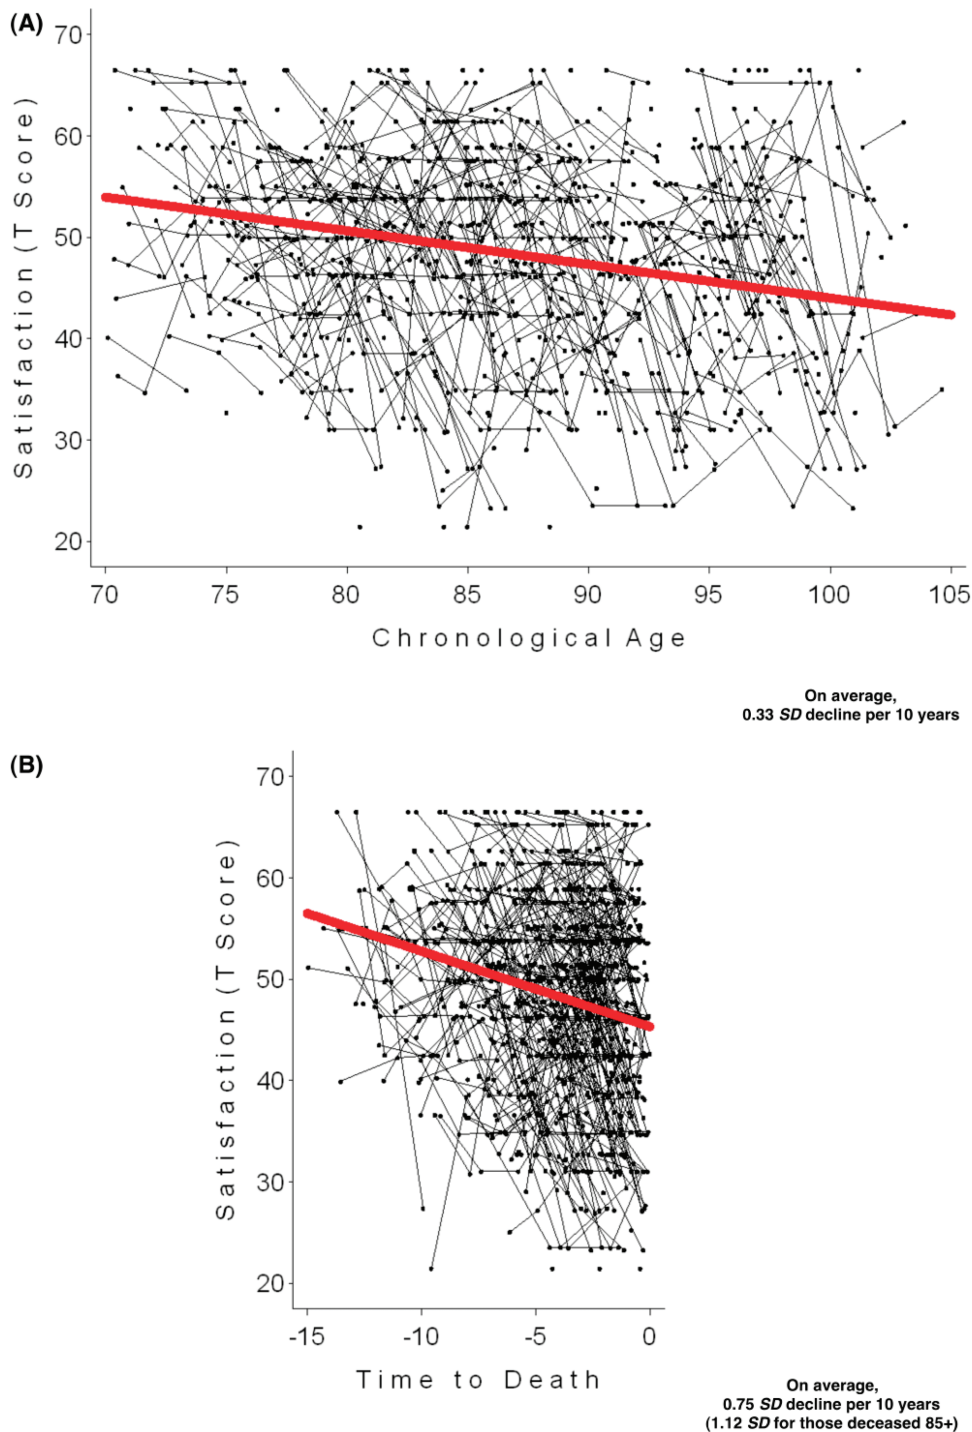 (A)
70
60
50
40
30
20
Satisfaction (T Score)
70 75 80 85 90 95 100 105
Chronological Age
On average,
0.33 SD decline per 10 years
(B)
70
60
50
40
30
20
Satisfaction (T Score)
-15 -10 -5 0
Time to Death
On average,
0.75 SD decline per 10 years
(1.12 SD for those deceased 85+)